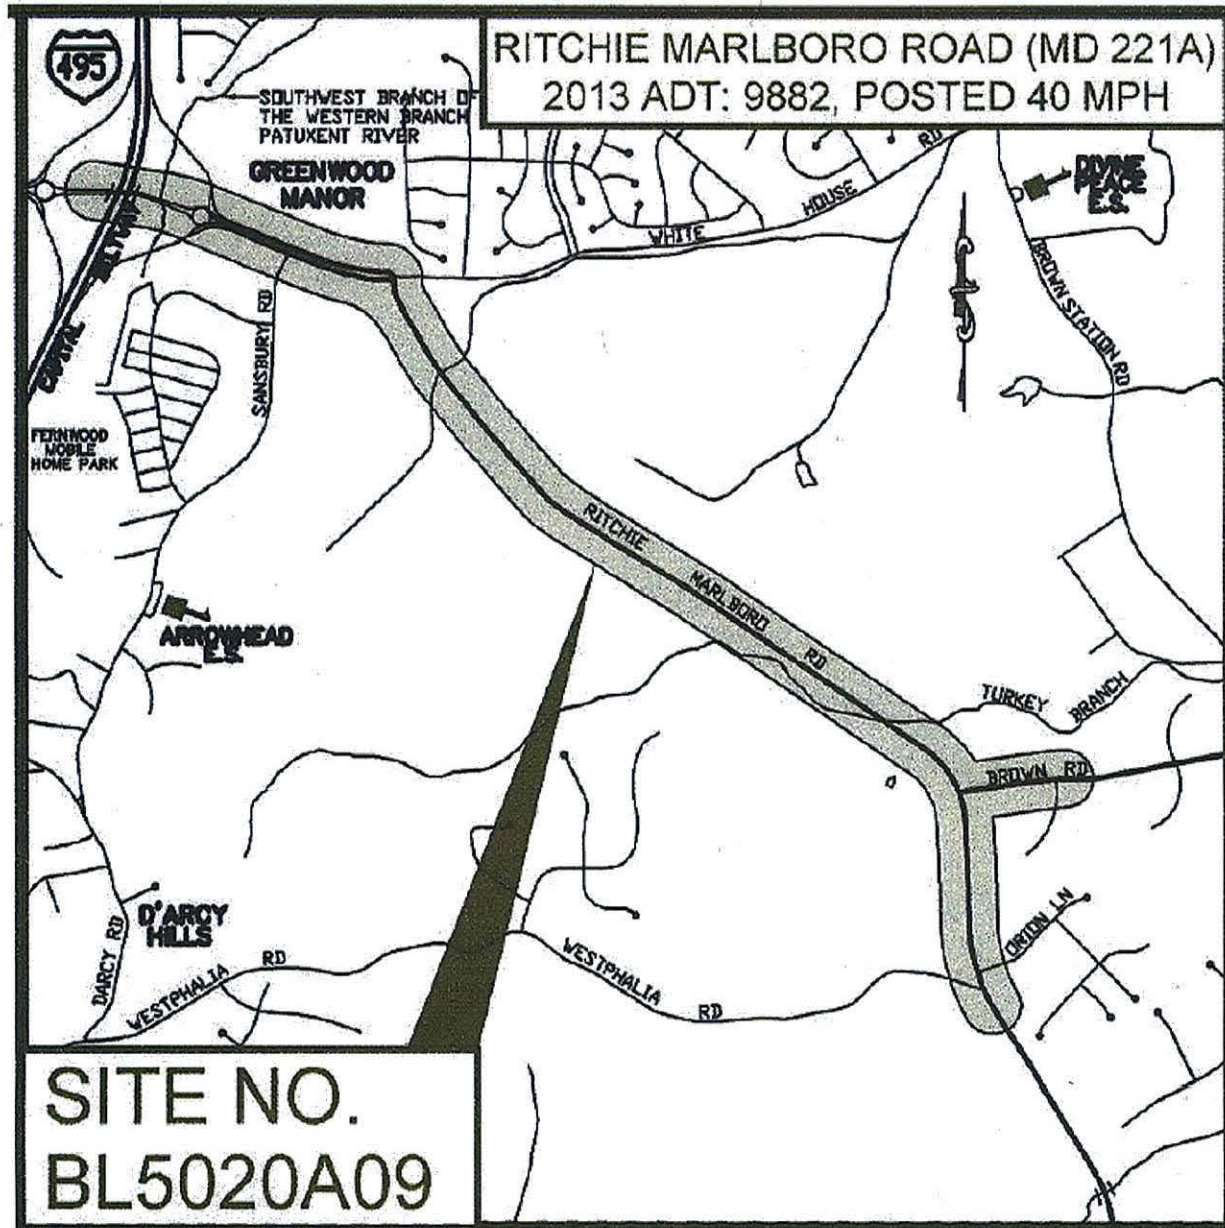 RITCHIE MARLBORO ROAD (MD 221A)
2013 ADT: 9882, POSTED 40 MPH
495
SOUTHWEST BRANCH OF
THE WESTERN BRANCH
PATUXENT RIVER
GREENWOOD
MANOR
WHITE HOUSE RD
DIVINE
PEACE
E.S.
BROWN STATION RD
CAPITAL BELTWAY
SANSBURY RD
FERNWOOD
MOBILE
HOME PARK
RITCHIE MARLBORO RD
ARROWHEAD
E.S.
TURKEY BRANCH
BROWN RD
D'ARCY
HILLS
DARCY RD
WESTPHALIA RD
WESTPHALIA RD
ORION LN
SITE NO.
BL5020A09